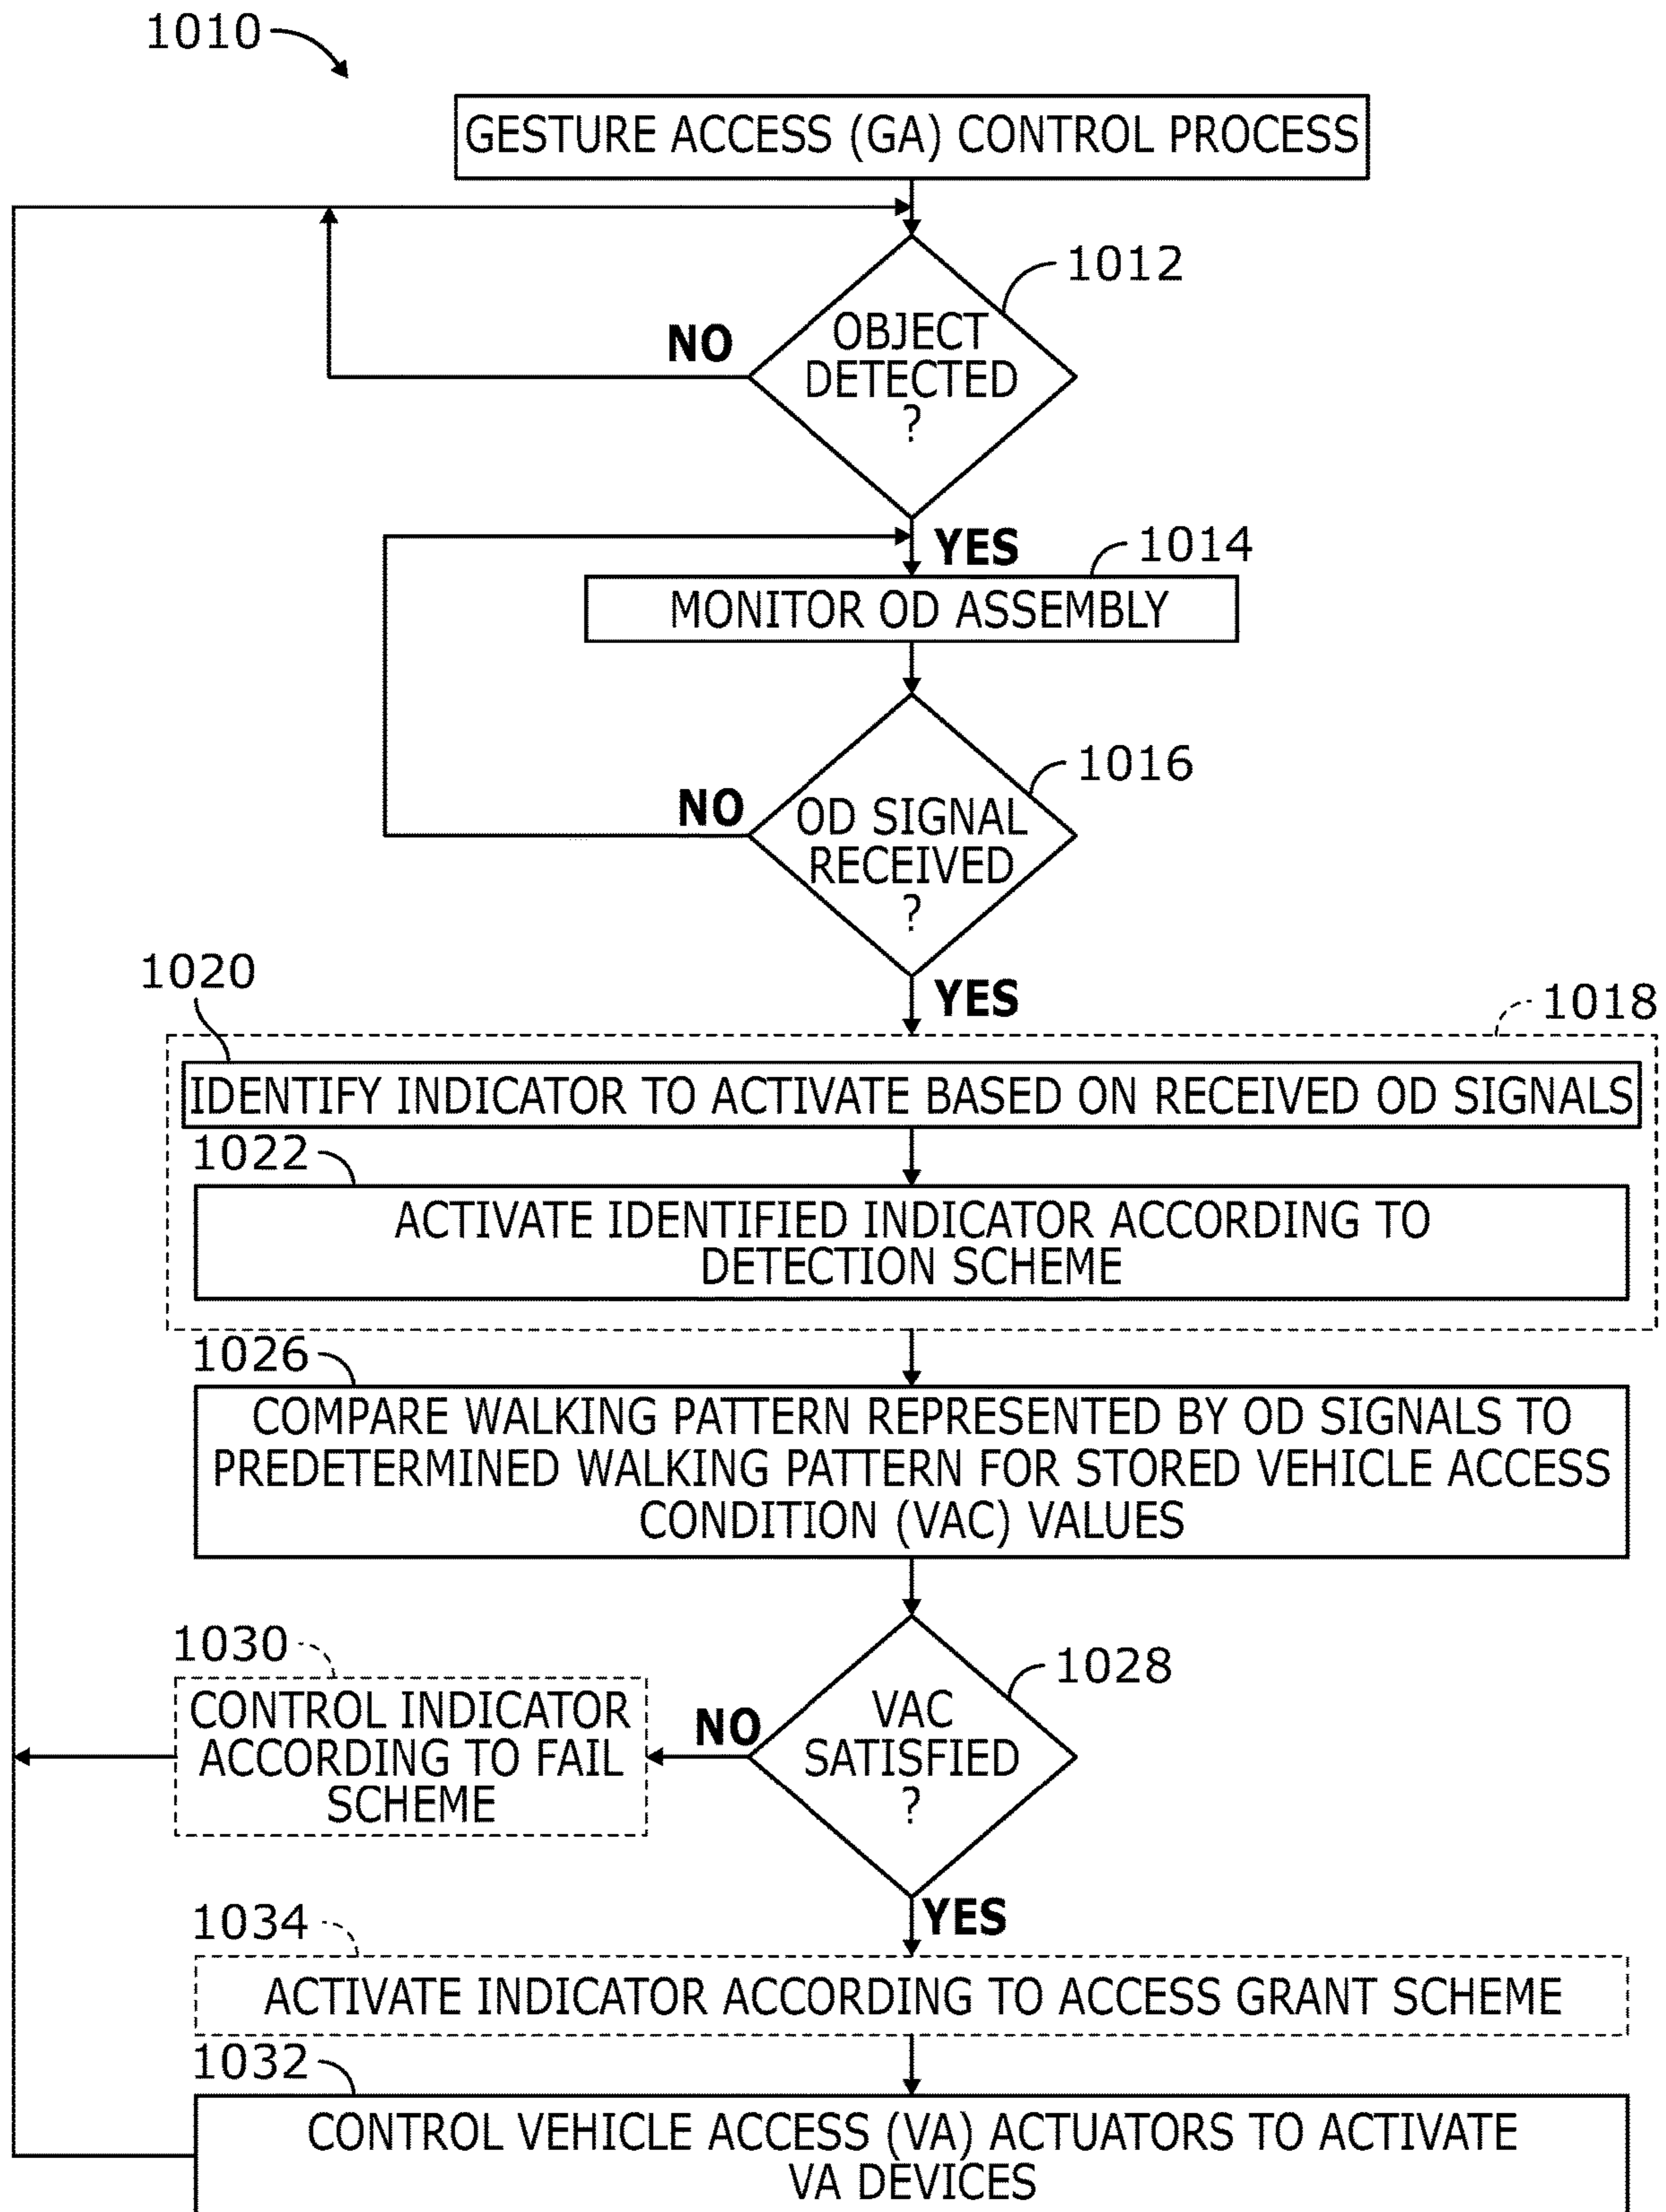 1010
GESTURE ACCESS (GA) CONTROL PROCESS
1012
OBJECT
DETECTED
?
NO
YES
1014
MONITOR OD ASSEMBLY
1016
NO
OD SIGNAL
RECEIVED
?
YES
1020
1018
IDENTIFY INDICATOR TO ACTIVATE BASED ON RECEIVED OD SIGNALS
1022
ACTIVATE IDENTIFIED INDICATOR ACCORDING TO
DETECTION SCHEME
1026
COMPARE WALKING PATTERN REPRESENTED BY OD SIGNALS TO
PREDETERMINED WALKING PATTERN FOR STORED VEHICLE ACCESS
CONDITION (VAC) VALUES
1030
CONTROL INDICATOR
ACCORDING TO FAIL
SCHEME
NO
1028
VAC
SATISFIED
?
YES
1034
ACTIVATE INDICATOR ACCORDING TO ACCESS GRANT SCHEME
1032
CONTROL VEHICLE ACCESS (VA) ACTUATORS TO ACTIVATE
VA DEVICES